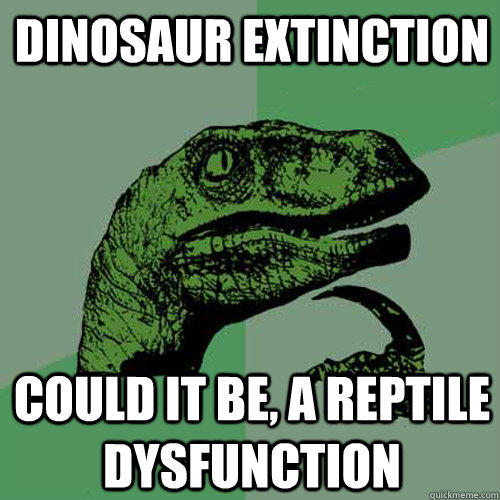 DINOSAUR EXTINCTION
COULD IT BE, A REPTILE
DYSFUNCTION
quickmeme.com